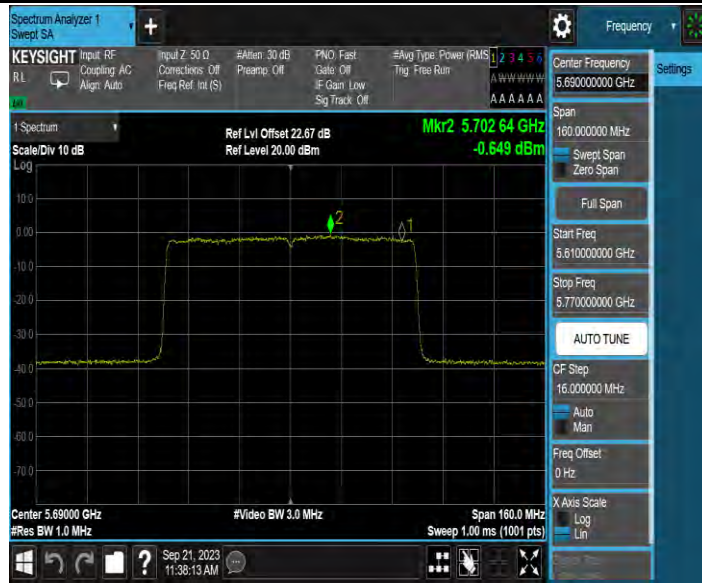 Spectrum Analyzer 1
Swept SA
Frequency
KEYSIGHT
RL
Input: RF
Coupling: AC
Align: Auto
Input Z: 50 Ω
Corrections: Off
Freq Ref: Int (S)
#Atten: 30 dB
Preamp: Off
PNO: Fast
Gate: Off
IF Gain: Low
Sig Track: Off
#Avg Type: Power (RMS
Trig: Free Run
1 2 3 4 5 6
A W W W W W
A A A A A A
1 Spectrum
Scale/Div 10 dB
Log
Ref Lvl Offset 22.67 dB
Ref Level 20.00 dBm
Mkr2 5.702 64 GHz
-0.649 dBm
10.0
0.00
-10.0
-20.0
-30.0
-40.0
-50.0
-60.0
-70.0
2
1
Center 5.69000 GHz
#Res BW 1.0 MHz
#Video BW 3.0 MHz
Span 160.0 MHz
Sweep 1.00 ms (1001 pts)
Sep 21, 2023
11:38:13 AM
Center Frequency
5.690000000 GHz
Settings
Span
160.000000 MHz
Swept Span
Zero Span
Full Span
Start Freq
5.610000000 GHz
Stop Freq
5.770000000 GHz
AUTO TUNE
CF Step
16.000000 MHz
Auto
Man
Freq Offset
0 Hz
X Axis Scale
Log
Lin